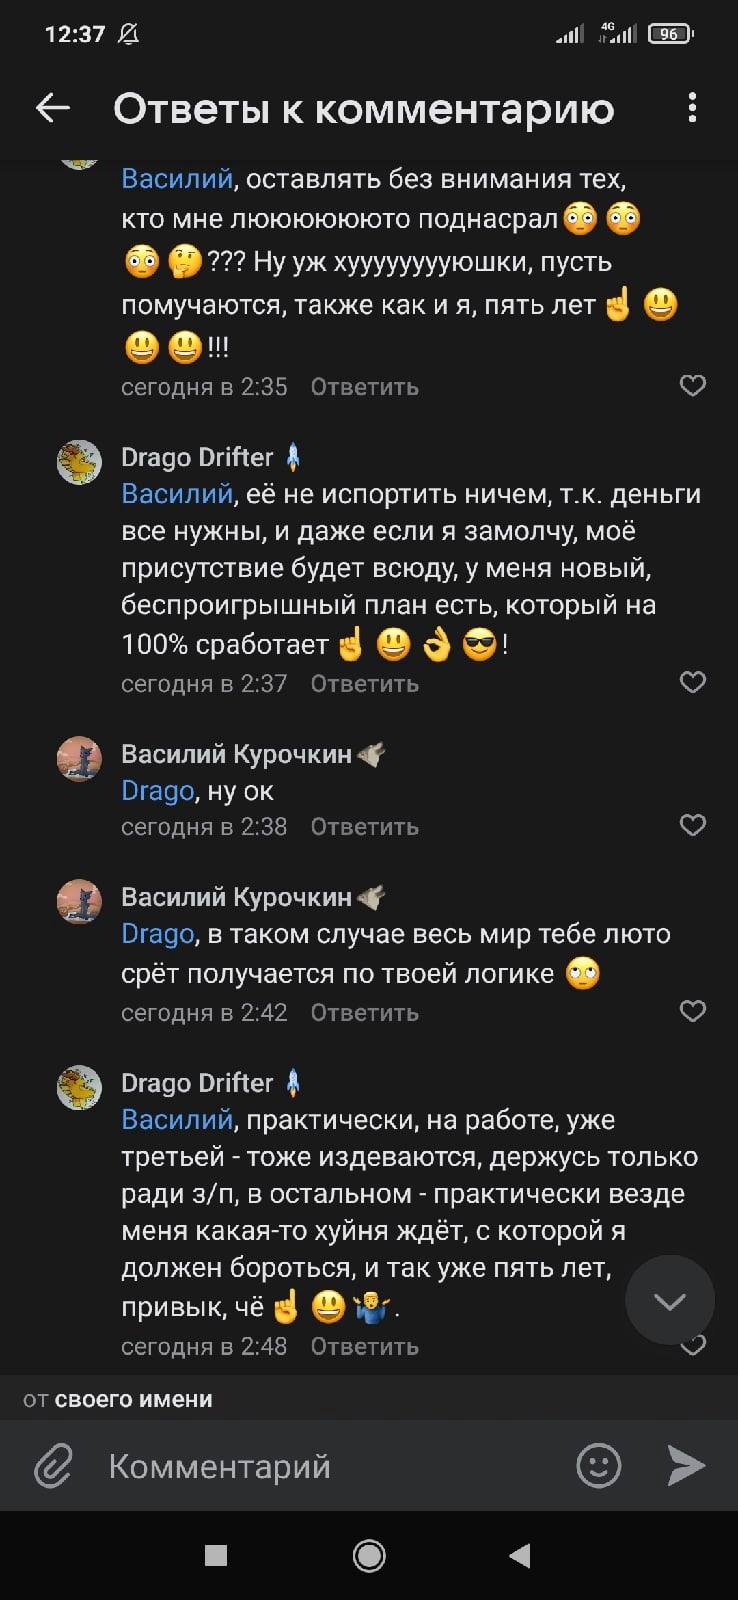 12:37
4G
96
Ответы к комментарию
Василий, оставлять без внимания тех,
кто мне лююююююто поднасрал😳😳
😳🤔??? Ну уж хуууууууюшки, пусть
помучаются, также как и я, пять лет☝😃
😃😃!!!
сегодня в 2:35 Ответить
Drago Drifter
Василий, её не испортить ничем, т.к. деньги
все нужны, и даже если я замолчу, моё
присутствие будет всюду, у меня новый,
беспроигрышный план есть, который на
100% сработает☝😃👌😎!
сегодня в 2:37 Ответить
Василий Курочкин
Drago, ну ок
сегодня в 2:38 Ответить
Василий Курочкин
Drago, в таком случае весь мир тебе люто
срёт получается по твоей логике 🙄
сегодня в 2:42 Ответить
Drago Drifter
Василий, практически, на работе, уже
третьей - тоже издеваются, держусь только
ради з/п, в остальном - практически везде
меня какая-то хуйня ждёт, с которой я
должен бороться, и так уже пять лет,
привык, чё☝😃🤷‍♂️.
сегодня в 2:48 Ответить
от своего имени
Комментарий